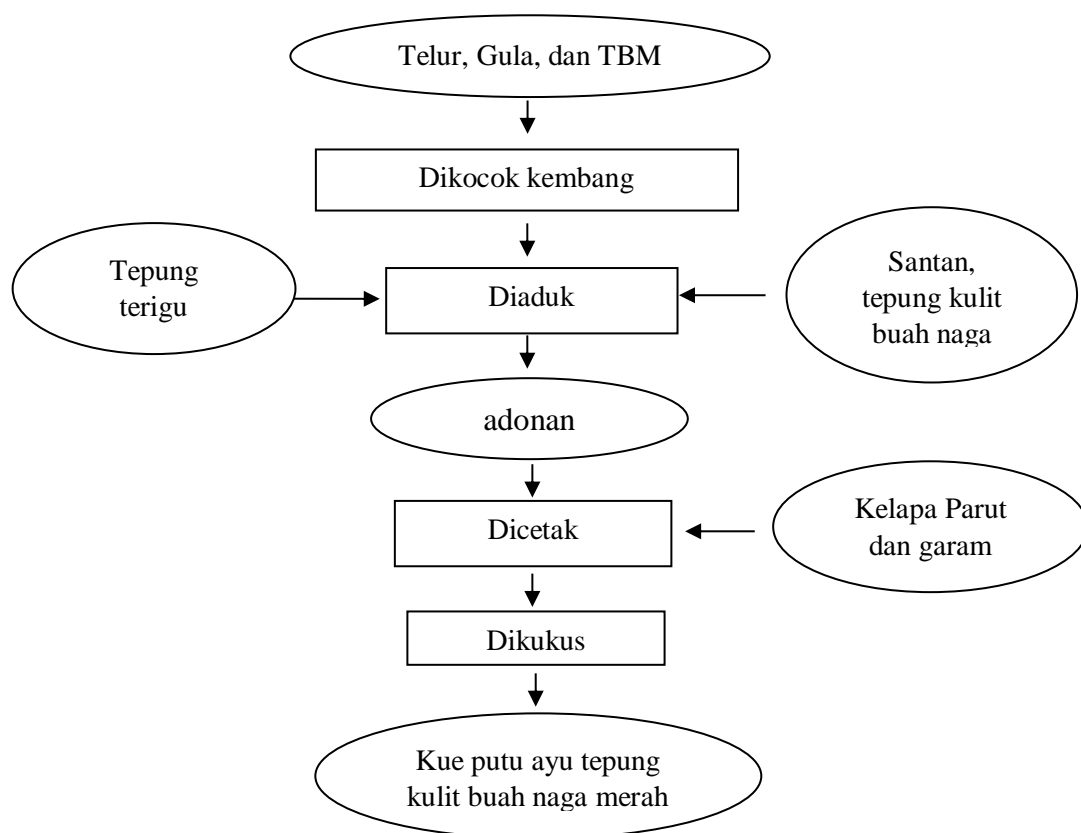 Telur, Gula, dan TBM
Dikocok kembang
Tepung
terigu
Diaduk
Santan,
tepung kulit
buah naga
adonan
Dicetak
Kelapa Parut
dan garam
Dikukus
Kue putu ayu tepung
kulit buah naga merah